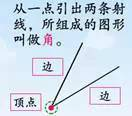 从一点引出两条射
线，所组成的图形
叫做角。
边
边
顶点